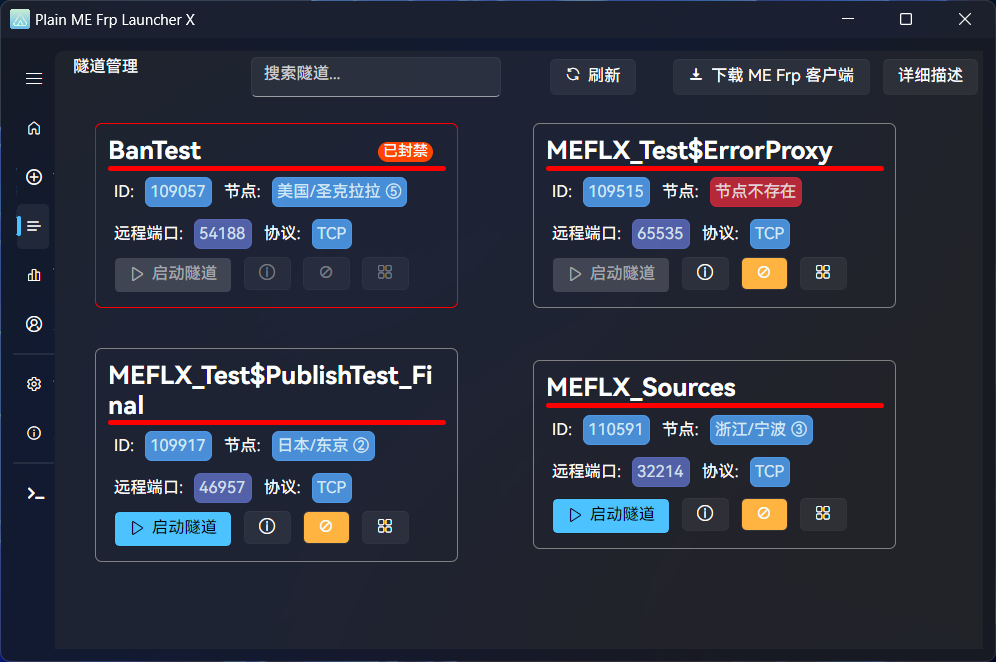 Plain ME Frp Launcher X
隧道管理
搜索隧道...
刷新
下载 ME Frp 客户端
详细描述
BanTest
已封禁
ID: 109057 节点: 美国/圣克拉拉 ⑤
远程端口: 54188 协议: TCP
启动隧道
MEFLX_Test$ErrorProxy
ID: 109515 节点: 节点不存在
远程端口: 65535 协议: TCP
启动隧道
MEFLX_Test$PublishTest_Fi
nal
ID: 109917 节点: 日本/东京 ②
远程端口: 46957 协议: TCP
启动隧道
MEFLX_Sources
ID: 110591 节点: 浙江/宁波 ③
远程端口: 32214 协议: TCP
启动隧道